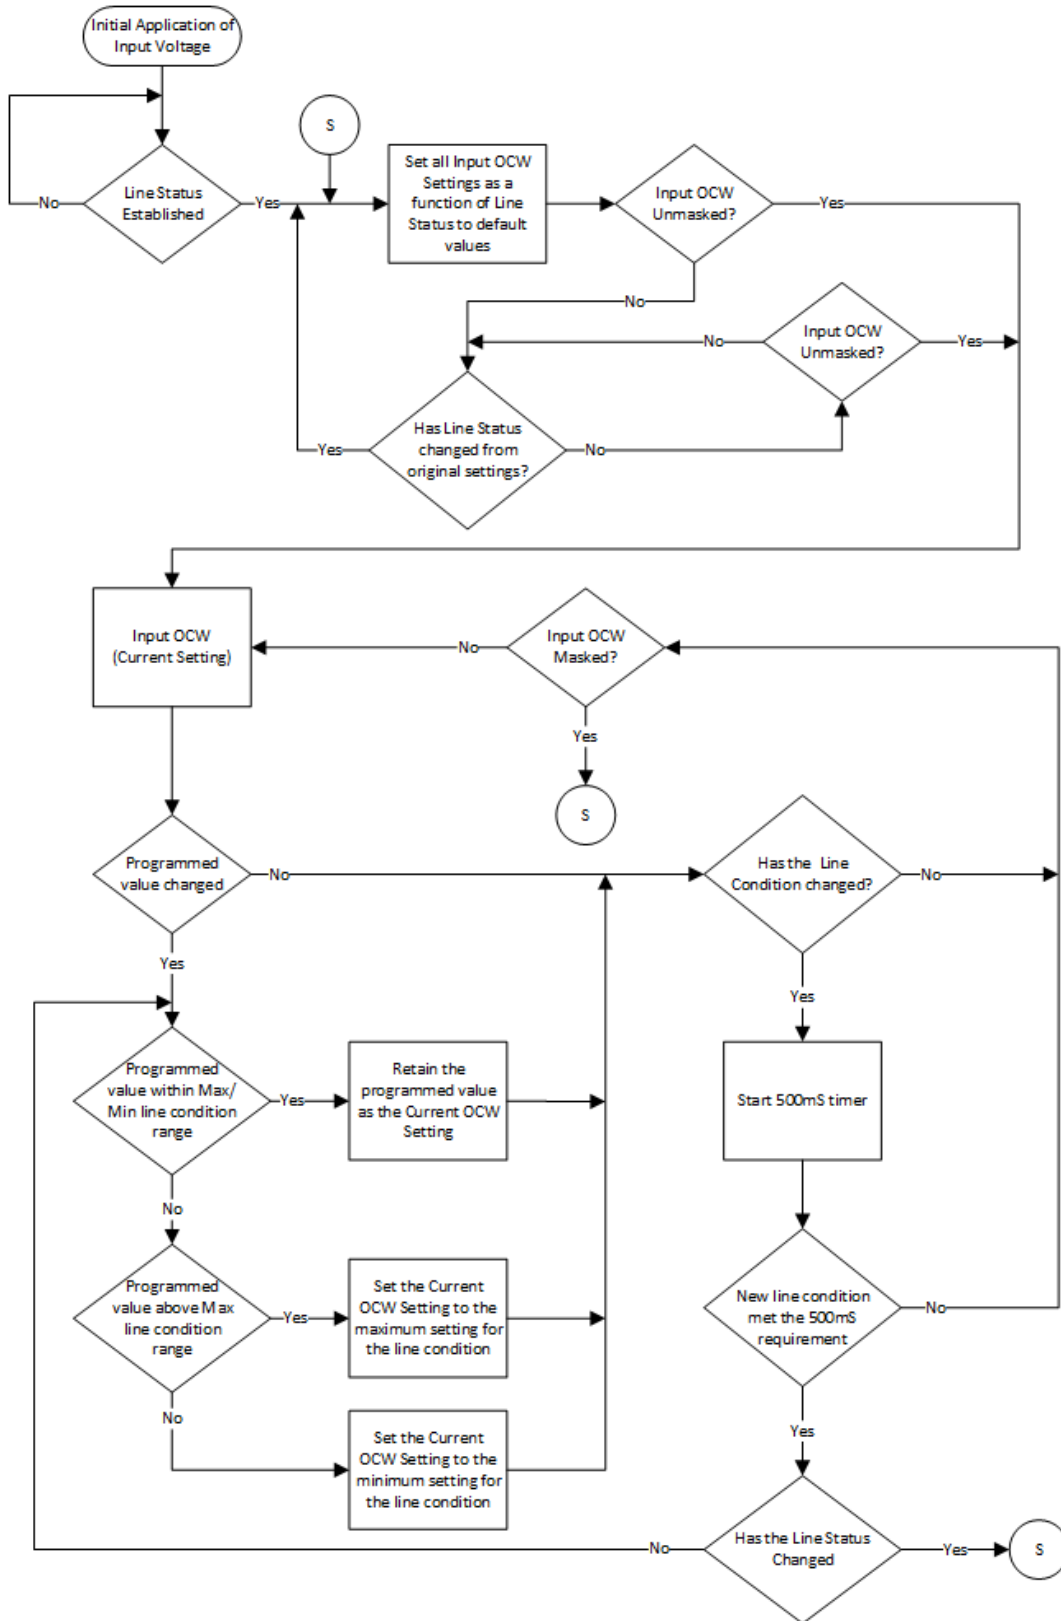 Initial Application of
Input Voltage
S
Line Status
Established
No
Yes
Set all Input OCW
Settings as a
function of Line
Status to default
values
Input OCW
Unmasked?
Yes
No
Input OCW
Unmasked?
No
Yes
Has Line Status
changed from
original settings?
Yes
No
Input OCW
(Current Setting)
No
Input OCW
Masked?
Yes
S
Programmed
value changed
No
Has the Line
Condition changed?
No
Yes
Yes
Programmed
value within Max/
Min line condition
range
Yes
Retain the
programmed value
as the Current OCW
Setting
Start 500mS timer
No
Programmed
value above Max
line condition
range
Yes
Set the Current
OCW Setting to the
maximum setting for
the line condition
New line condition
met the 500mS
requirement
No
No
Set the Current
OCW Setting to the
minimum setting for
the line condition
Yes
No
Has the Line Status
Changed
Yes
S